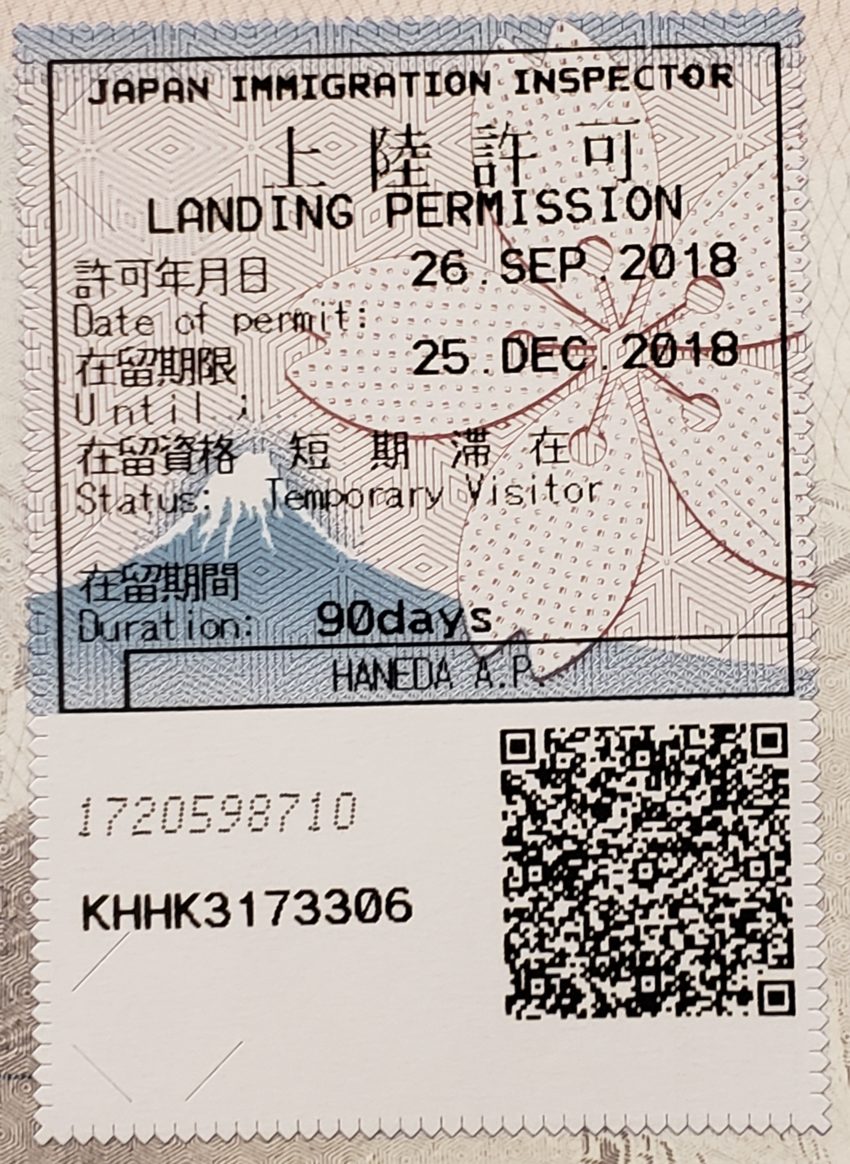 JAPAN IMMIGRATION INSPECTOR
上陸許可
LANDING PERMISSION
許可年月日 26.SEP.2018
Date of permit:
在留期限 25.DEC.2018
Until :
在留資格 短期滞在
Status: Temporary Visitor
在留期間
Duration: 90days
HANEDA A.P.
1720598710
KHHK3173306